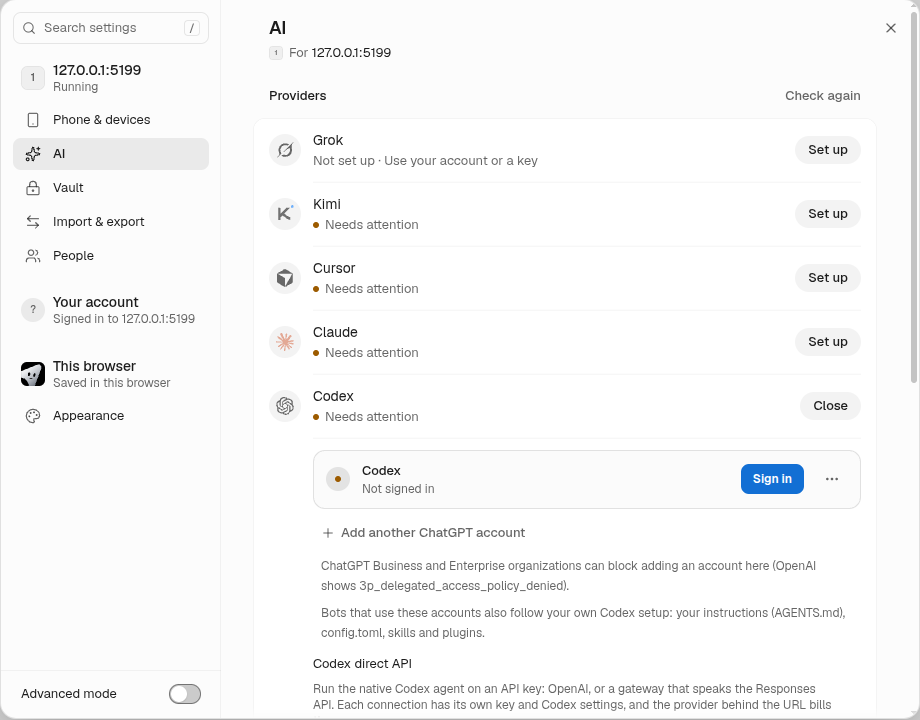 Search settings
/
1
127.0.0.1:5199
Running
Phone & devices
AI
Vault
Import & export
People
?
Your account
Signed in to 127.0.0.1:5199
This browser
Saved in this browser
Appearance
Advanced mode
AI
1
For 127.0.0.1:5199
Providers
Check again
Grok
Not set up · Use your account or a key
Set up
Kimi
Needs attention
Set up
Cursor
Needs attention
Set up
Claude
Needs attention
Set up
Codex
Needs attention
Close
Codex
Not signed in
Sign in
Add another ChatGPT account
ChatGPT Business and Enterprise organizations can block adding an account here (OpenAI
shows 3p_delegated_access_policy_denied).
Bots that use these accounts also follow your own Codex setup: your instructions (AGENTS.md),
config.toml, skills and plugins.
Codex direct API
Run the native Codex agent on an API key: OpenAI, or a gateway that speaks the Responses
API. Each connection has its own key and Codex settings, and the provider behind the URL bills